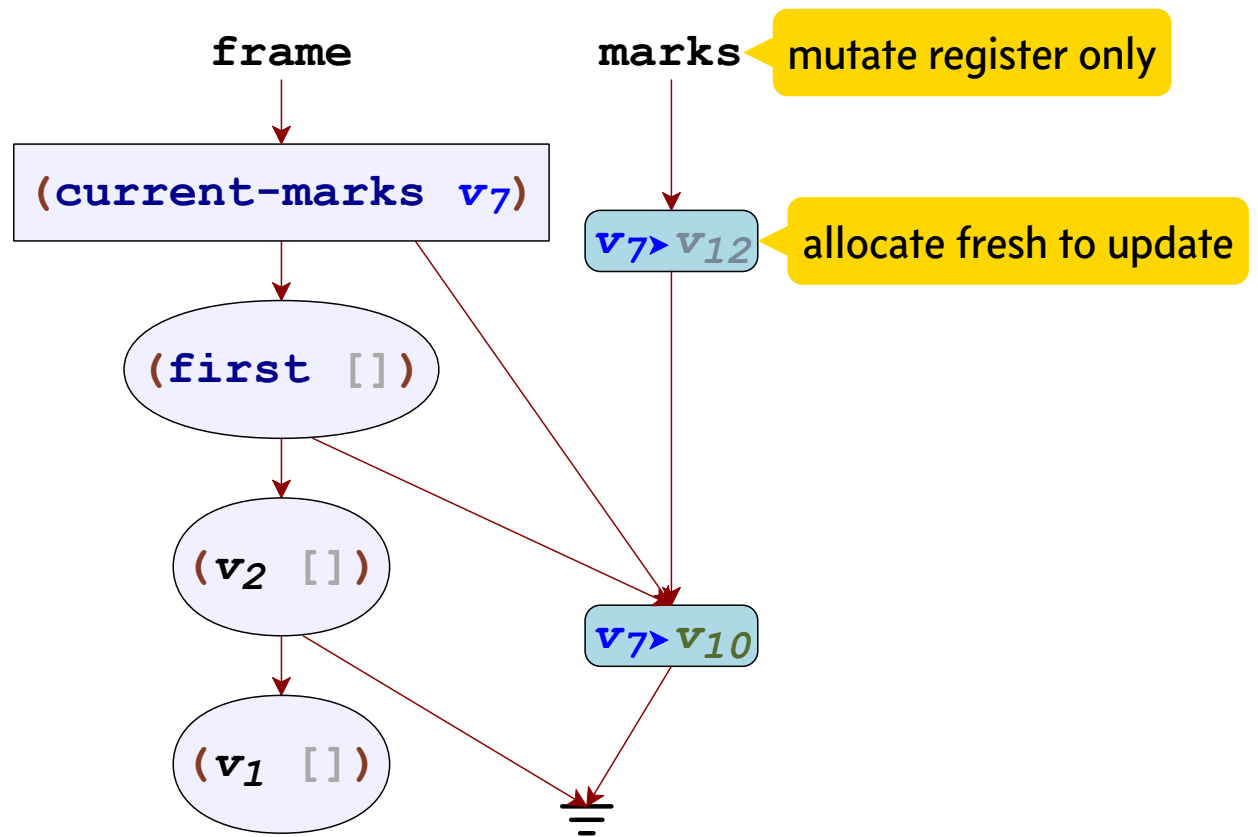 frame
marks
mutate register only
(current-marks v7)
v7➤v12
allocate fresh to update
(first [])
(v2 [])
v7➤v10
(v1 [])